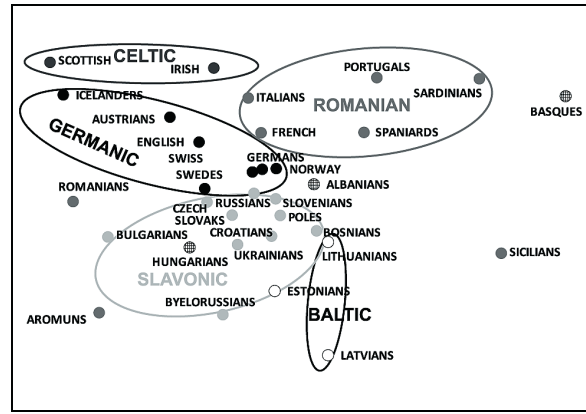 SCOTTISH
CELTIC
IRISH
PORTUGALS
SARDINIANS
ICELANDERS
ITALIANS
ROMANIAN
BASQUES
AUSTRIANS
GERMANIC
ENGLISH
FRENCH
SPANIARDS
SWISS
GERMANS
NORWAY
SWEDES
ALBANIANS
ROMANIANS
CZECH
RUSSIANS
SLOVENIANS
SLOVAKS
POLES
BULGARIANS
CROATIANS
BOSNIANS
HUNGARIANS
UKRAINIANS
LITHUANIANS
SICILIANS
SLAVONIC
ESTONIANS
BYELORUSSIANS
AROMUNS
BALTIC
LATVIANS